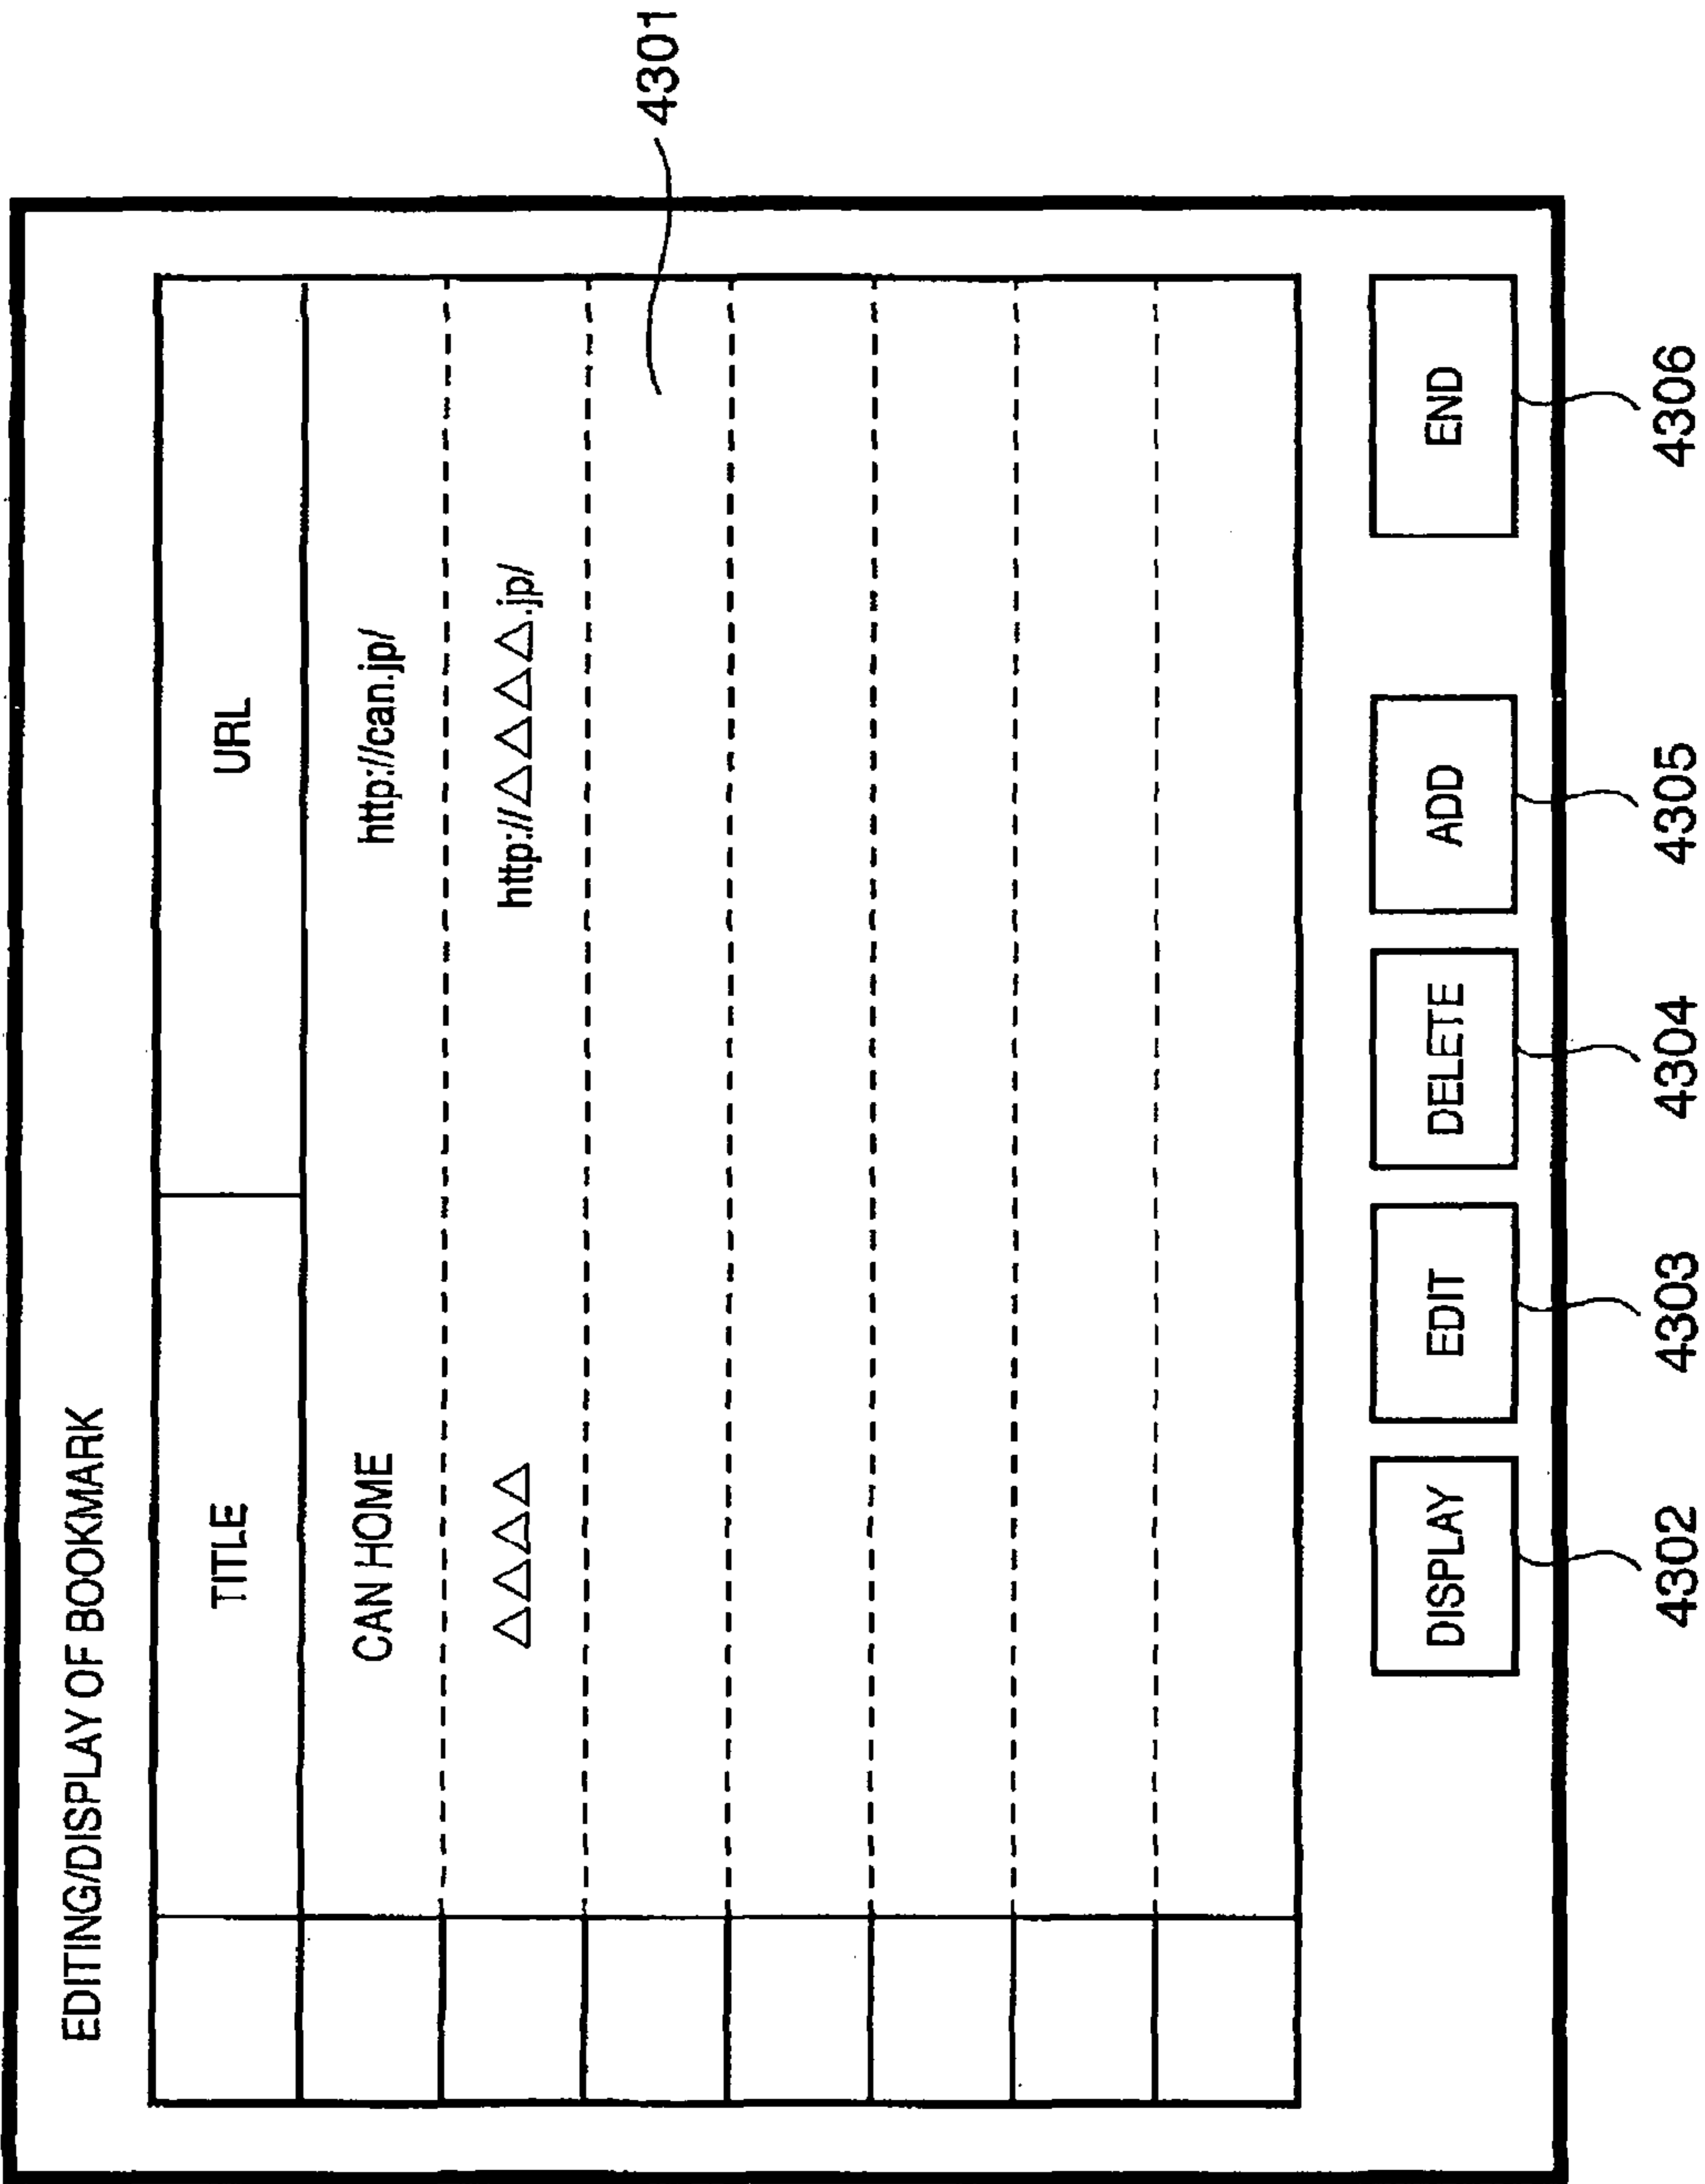 EDITING/DISPLAY OF BOOKMARK
TITLE URL
CAN HOME http://can.jp/
△△△△ http://△△△△.jp/
4301
DISPLAY EDIT DELETE ADD END
4302 4303 4304 4305 4306